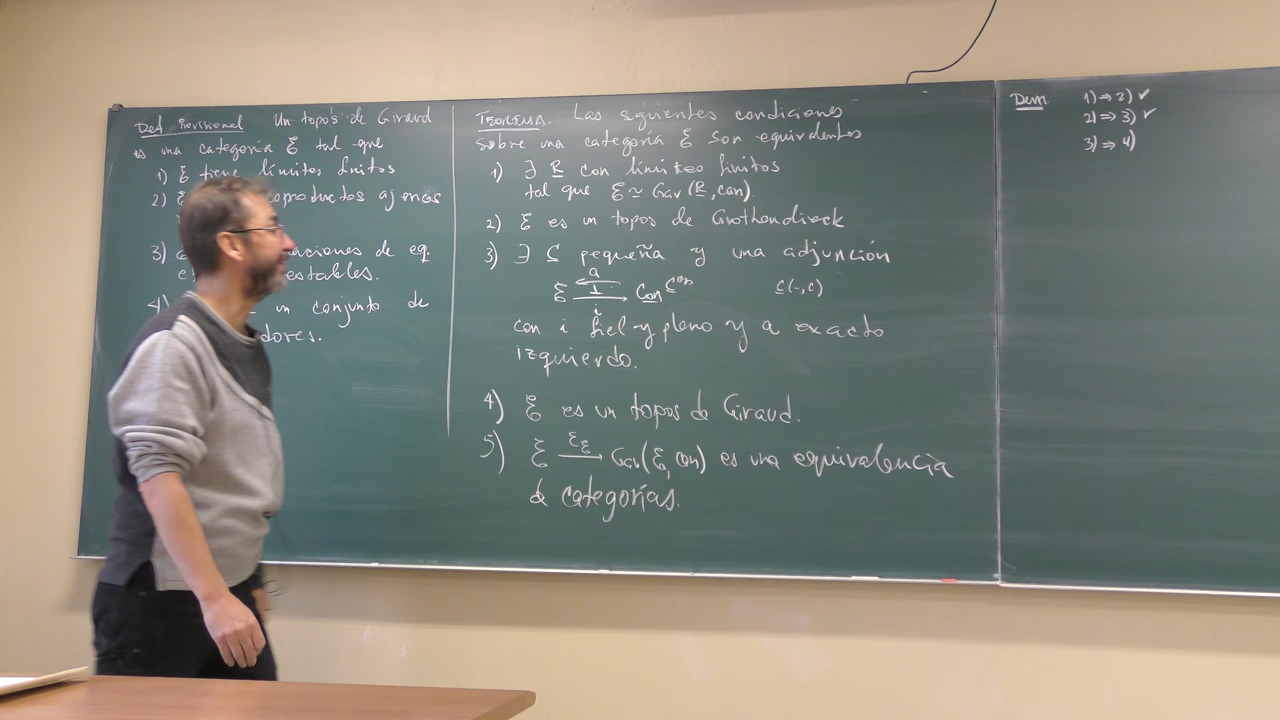 Def Provisional Un topos de Giraud
es una categoría ℰ tal que
1) ℰ tiene límites finitos
2) ℰ coproductos ajenos
3) de eq.
estables.
4) un conjunto de
dores.
TEOREMA. Las siguientes condiciones
sobre una categoría ℰ son equivalentes
1) ∃ R con límites finitos
tal que ℰ ≃ Gav(R, can)
2) ℰ es un topos de Grothendieck
3) ∃ C pequeña y una adjunción
a
ℰ ⊥ Con^C^op C(-, C)
i
con i fiel y pleno y a exacto
izquierdo.
4) ℰ es un topos de Giraud.
5) ℰ → Gav(ℰ, can) es una equivalencia
de categorías.
Dem 1) ⇒ 2) ✓
2) ⇒ 3) ✓
3) ⇒ 4)